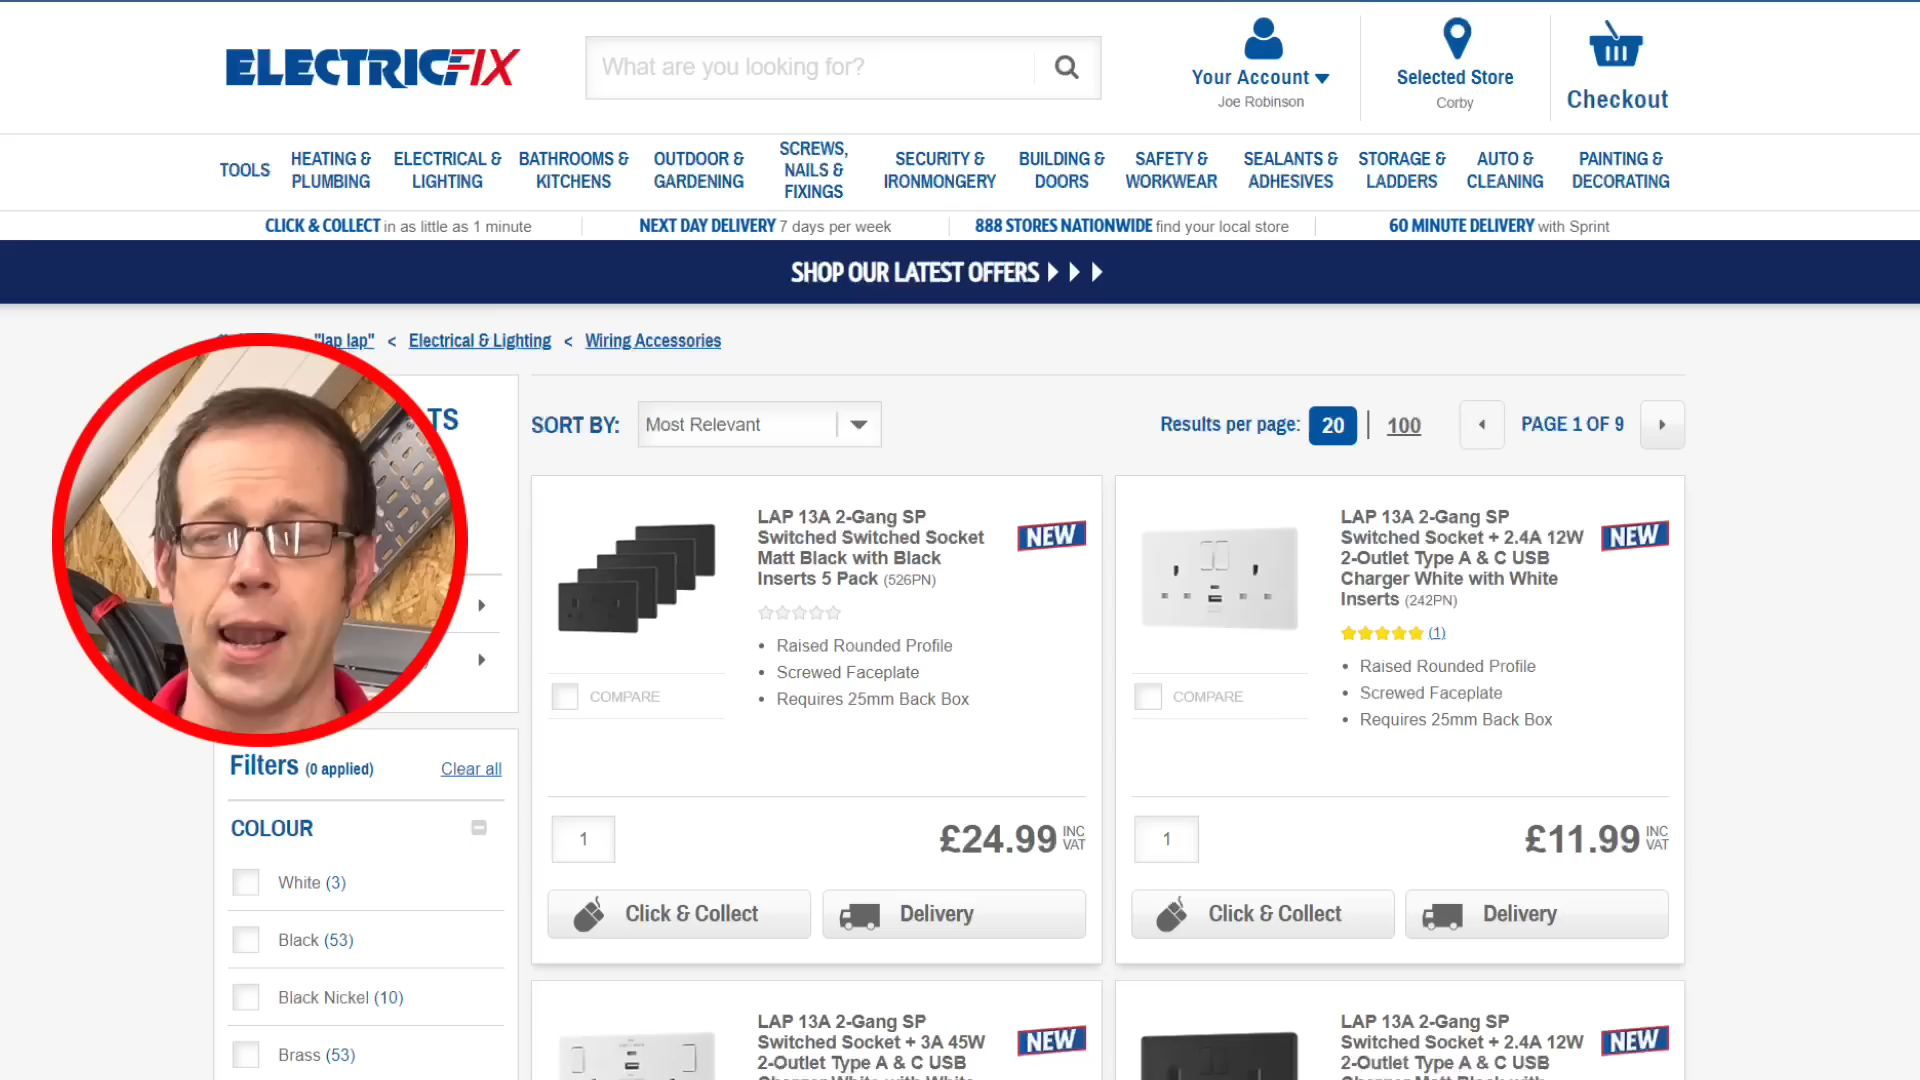 ELECTRICFIX
What are you looking for?
Your Account
Joe Robinson
Selected Store
Corby
Checkout
TOOLS
HEATING &
PLUMBING
ELECTRICAL &
LIGHTING
BATHROOMS &
KITCHENS
OUTDOOR &
GARDENING
SCREWS,
NAILS &
FIXINGS
SECURITY &
IRONMONGERY
BUILDING &
DOORS
SAFETY &
WORKWEAR
SEALANTS &
ADHESIVES
STORAGE &
LADDERS
AUTO &
CLEANING
PAINTING &
DECORATING
CLICK & COLLECT in as little as 1 minute
NEXT DAY DELIVERY 7 days per week
888 STORES NATIONWIDE find your local store
60 MINUTE DELIVERY with Sprint
SHOP OUR LATEST OFFERS
"lap lap" < Electrical & Lighting < Wiring Accessories
TS
SORT BY: Most Relevant
Results per page: 20 | 100
PAGE 1 OF 9
LAP 13A 2-Gang SP
Switched Switched Socket
Matt Black with Black
Inserts 5 Pack (526PN)
NEW
Raised Rounded Profile
Screwed Faceplate
Requires 25mm Back Box
COMPARE
1
£24.99 INC
VAT
Click & Collect
Delivery
LAP 13A 2-Gang SP
Switched Socket + 2.4A 12W
2-Outlet Type A & C USB
Charger White with White
Inserts (242PN)
NEW
(1)
Raised Rounded Profile
Screwed Faceplate
Requires 25mm Back Box
COMPARE
1
£11.99 INC
VAT
Click & Collect
Delivery
Filters (0 applied)
Clear all
COLOUR
White (3)
Black (53)
Black Nickel (10)
Brass (53)
LAP 13A 2-Gang SP
Switched Socket + 3A 45W
2-Outlet Type A & C USB
Charger White with White
NEW
LAP 13A 2-Gang SP
Switched Socket + 2.4A 12W
2-Outlet Type A & C USB
Charger Matt Black with
NEW